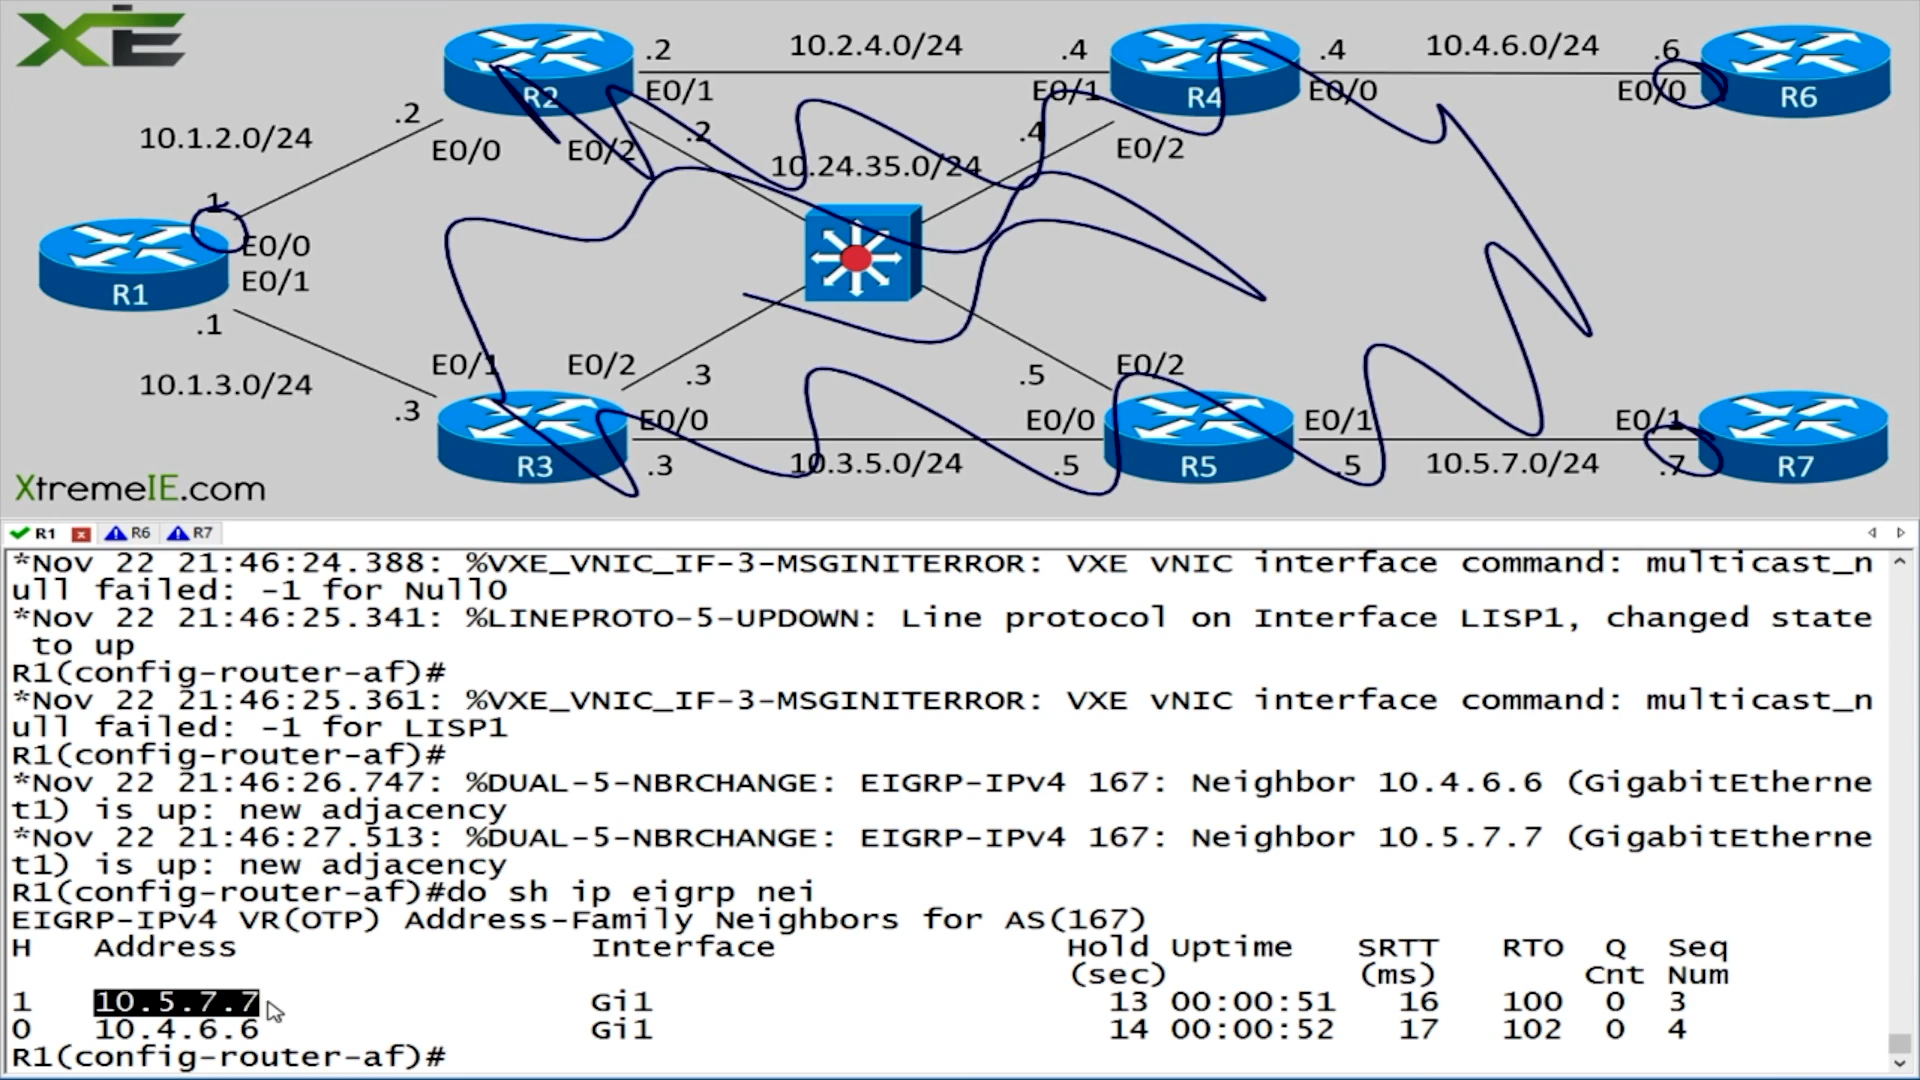 XIE
.2
10.2.4.0/24
.4
.4
10.4.6.0/24
.6
R2
E0/1
E0/1
R4
E0/0
E0/0
R6
.2
10.1.2.0/24
E0/0
E0/2
.2
10.24.35.0/24
.4
E0/2
1
E0/0
E0/1
R1
.1
10.1.3.0/24
E0/1
E0/2
.3
.5
E0/2
.3
E0/0
E0/0
E0/1
E0/1
R3
.3
10.3.5.0/24
.5
R5
.5
10.5.7.0/24
.7
R7
XtremeIE.com
R1
R6
R7
*Nov 22 21:46:24.388: %VXE_VNIC_IF-3-MSGINITERROR: VXE vNIC interface command: multicast_n
ull failed: -1 for Null0
*Nov 22 21:46:25.341: %LINEPROTO-5-UPDOWN: Line protocol on Interface LISP1, changed state
to up
R1(config-router-af)#
*Nov 22 21:46:25.361: %VXE_VNIC_IF-3-MSGINITERROR: VXE vNIC interface command: multicast_n
ull failed: -1 for LISP1
R1(config-router-af)#
*Nov 22 21:46:26.747: %DUAL-5-NBRCHANGE: EIGRP-IPv4 167: Neighbor 10.4.6.6 (GigabitEtherne
t1) is up: new adjacency
*Nov 22 21:46:27.513: %DUAL-5-NBRCHANGE: EIGRP-IPv4 167: Neighbor 10.5.7.7 (GigabitEtherne
t1) is up: new adjacency
R1(config-router-af)#do sh ip eigrp nei
EIGRP-IPv4 VR(OTP) Address-Family Neighbors for AS(167)
H Address Interface Hold Uptime SRTT RTO Q Seq
(sec) (ms) Cnt Num
1 10.5.7.7 Gi1 13 00:00:51 16 100 0 3
0 10.4.6.6 Gi1 14 00:00:52 17 102 0 4
R1(config-router-af)#